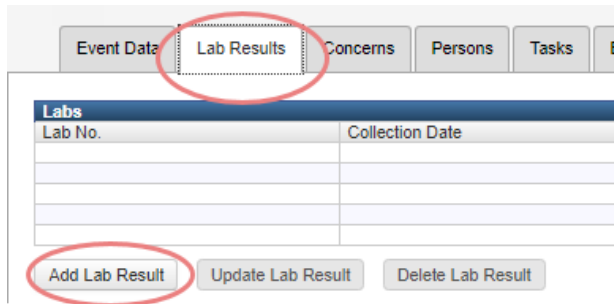 Event Data Lab Results Concerns Persons Tasks
Labs
Lab No. Collection Date
Add Lab Result Update Lab Result Delete Lab Result